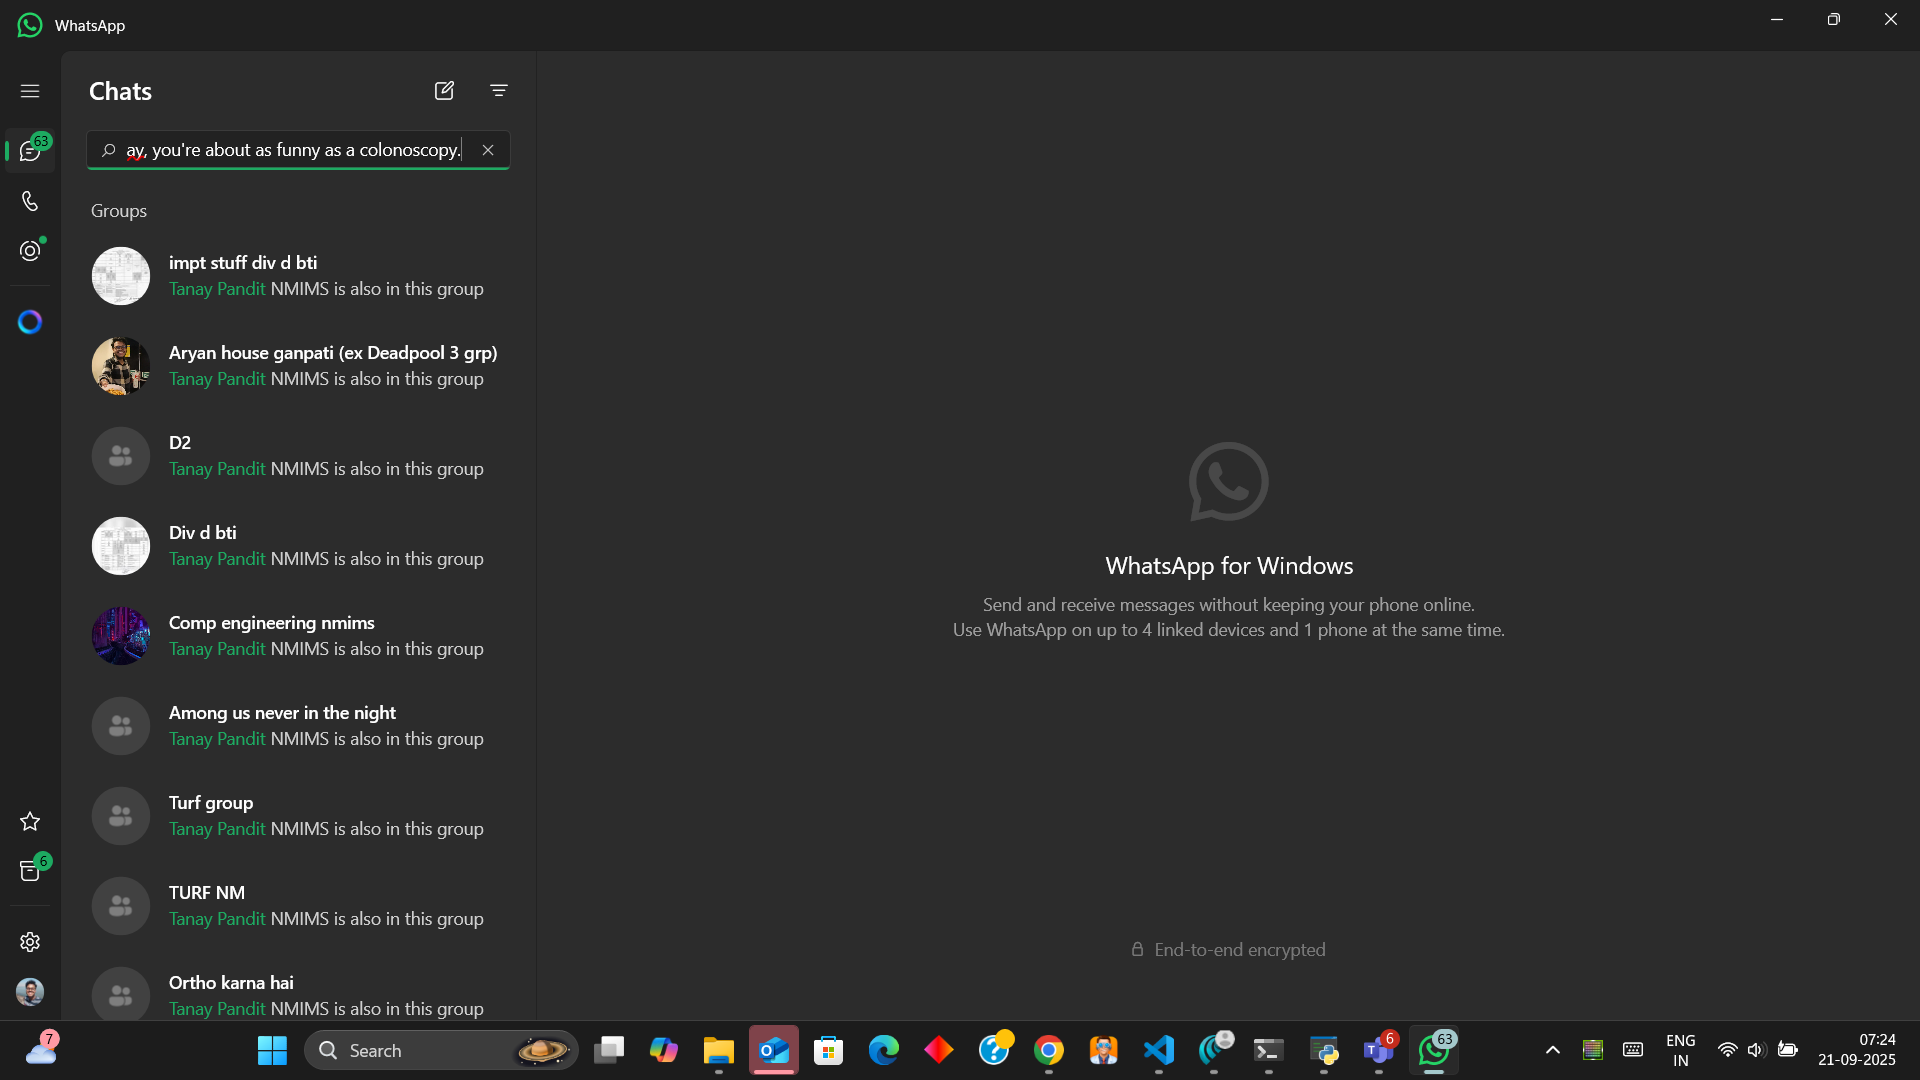 WhatsApp
Chats
63
ay, you're about as funny as a colonoscopy.
Groups
impt stuff div d bti
Tanay Pandit NMIMS is also in this group
Aryan house ganpati (ex Deadpool 3 grp)
Tanay Pandit NMIMS is also in this group
D2
Tanay Pandit NMIMS is also in this group
Div d bti
Tanay Pandit NMIMS is also in this group
Comp engineering nmims
Tanay Pandit NMIMS is also in this group
Among us never in the night
Tanay Pandit NMIMS is also in this group
Turf group
Tanay Pandit NMIMS is also in this group
TURF NM
Tanay Pandit NMIMS is also in this group
Ortho karna hai
Tanay Pandit NMIMS is also in this group
6
WhatsApp for Windows
Send and receive messages without keeping your phone online.
Use WhatsApp on up to 4 linked devices and 1 phone at the same time.
End-to-end encrypted
7
Search
6
63
ENG
IN
07:24
21-09-2025